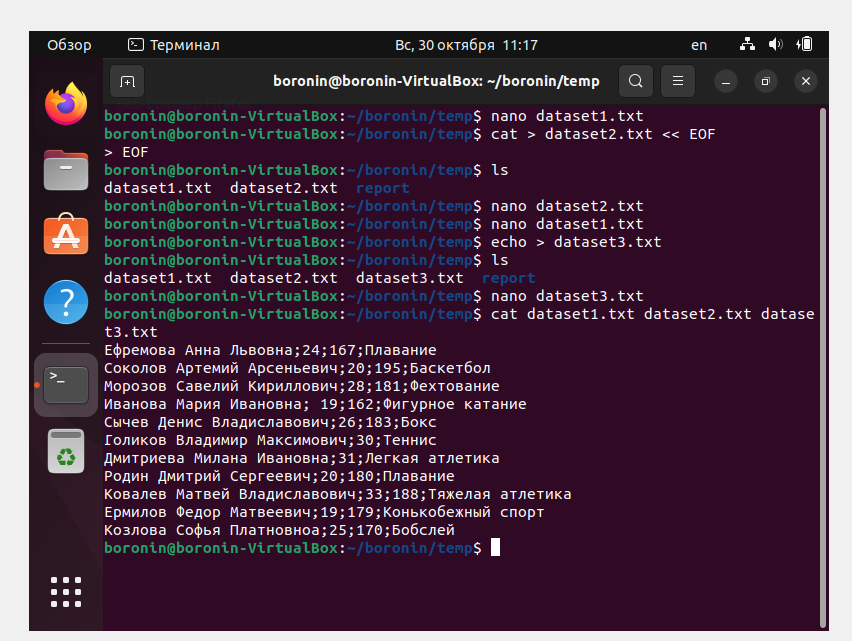 Обзор
Терминал
Вс, 30 октября 11:17
en
boronin@boronin-VirtualBox: ~/boronin/temp
boronin@boronin-VirtualBox:~/boronin/temp$ nano dataset1.txt
boronin@boronin-VirtualBox:~/boronin/temp$ cat > dataset2.txt << EOF
> EOF
boronin@boronin-VirtualBox:~/boronin/temp$ ls
dataset1.txt  dataset2.txt  report
boronin@boronin-VirtualBox:~/boronin/temp$ nano dataset2.txt
boronin@boronin-VirtualBox:~/boronin/temp$ nano dataset1.txt
boronin@boronin-VirtualBox:~/boronin/temp$ echo > dataset3.txt
boronin@boronin-VirtualBox:~/boronin/temp$ ls
dataset1.txt  dataset2.txt  dataset3.txt  report
boronin@boronin-VirtualBox:~/boronin/temp$ nano dataset3.txt
boronin@boronin-VirtualBox:~/boronin/temp$ cat dataset1.txt dataset2.txt datase
t3.txt
Ефремова Анна Львовна;24;167;Плавание
Соколов Артемий Арсеньевич;20;195;Баскетбол
Морозов Савелий Кириллович;28;181;Фехтование
Иванова Мария Ивановна; 19;162;Фигурное катание
Сычев Денис Владиславович;26;183;Бокс
Голиков Владимир Максимович;30;Теннис
Дмитриева Милана Ивановна;31;Легкая атлетика
Родин Дмитрий Сергеевич;20;180;Плавание
Ковалев Матвей Владиславович;33;188;Тяжелая атлетика
Ермилов Федор Матвеевич;19;179;Конькобежный спорт
Козлова Софья Платновноа;25;170;Бобслей
boronin@boronin-VirtualBox:~/boronin/temp$